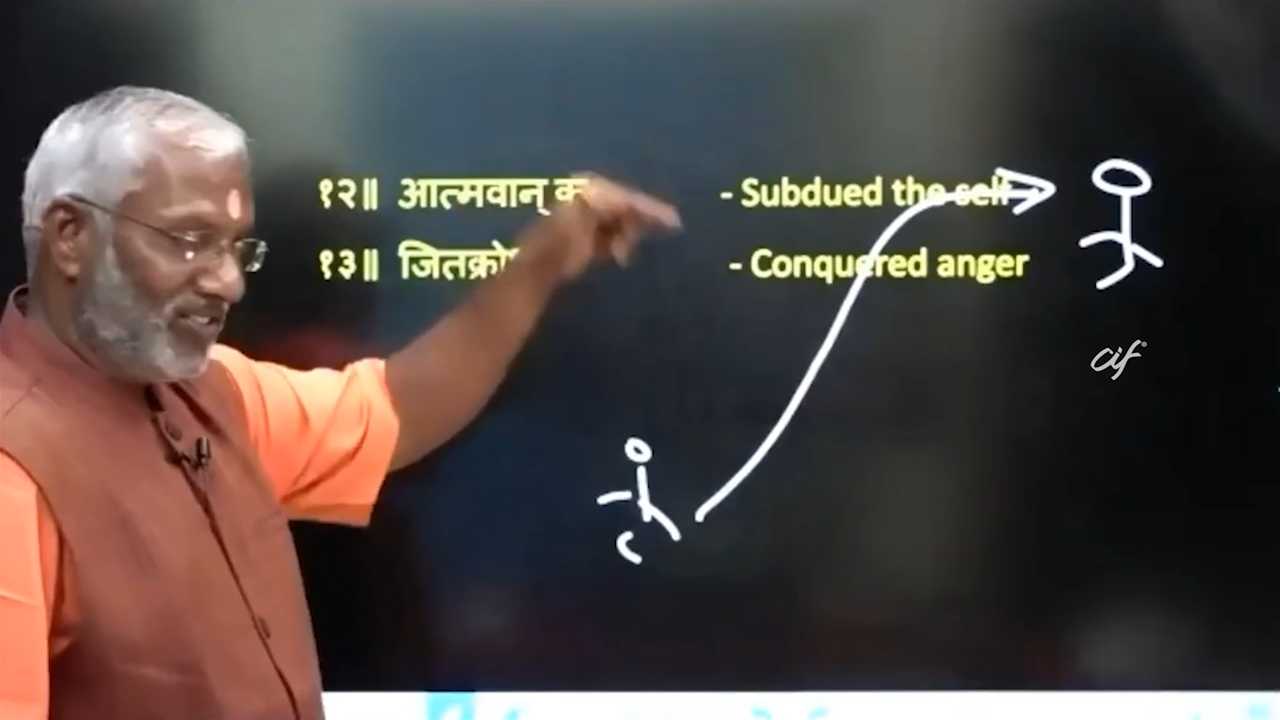 १२॥ आत्मवान् - Subdued the self
१३॥ - Conquered anger
cif